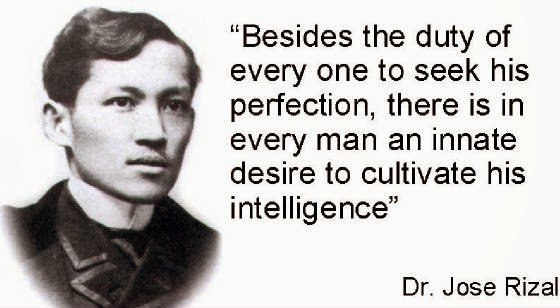 “Besides the duty of
every one to seek his
perfection, there is in
every man an innate
desire to cultivate his
intelligence”
Dr. Jose Rizal